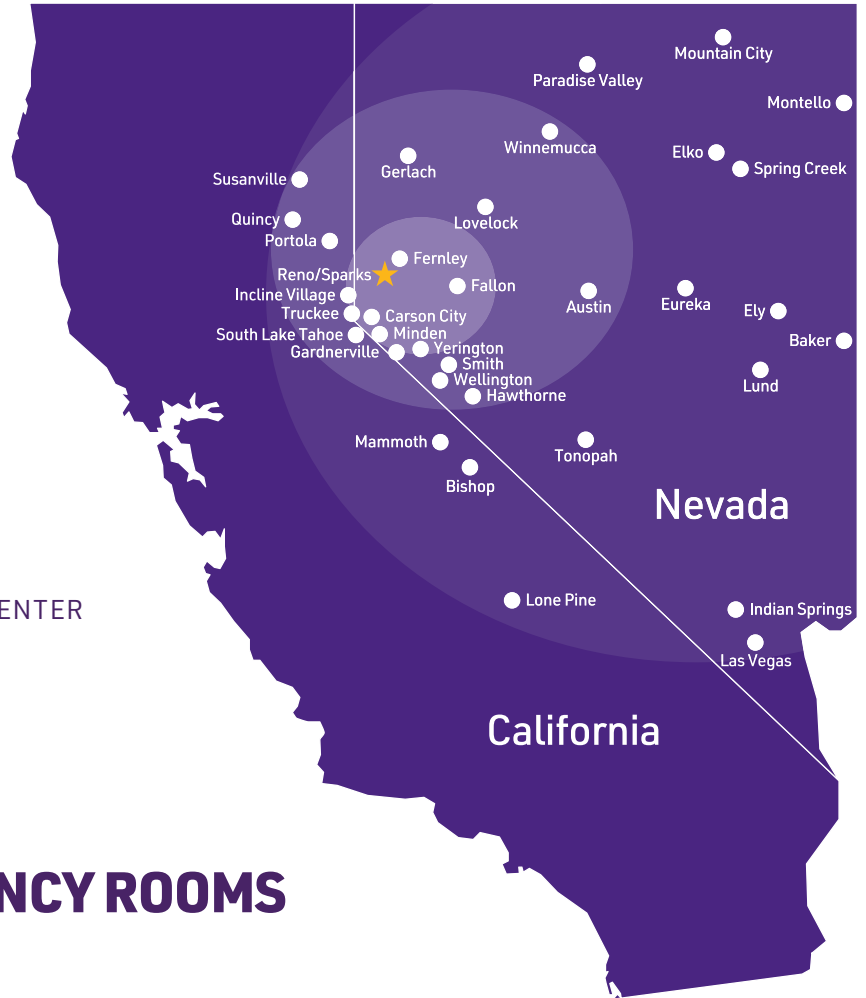 Mountain City
Paradise Valley
Montello
Winnemucca
Elko
Spring Creek
Gerlach
Susanville
Lovelock
Quincy
Portola
Fernley
Reno/Sparks
Fallon
Incline Village
Austin
Eureka
Truckee
Carson City
Ely
South Lake Tahoe
Minden
Baker
Gardnerville
Yerington
Smith
Wellington
Lund
Hawthorne
Mammoth
Tonopah
Bishop
Nevada
Lone Pine
Indian Springs
ENTER
Las Vegas
California
NCY ROOMS